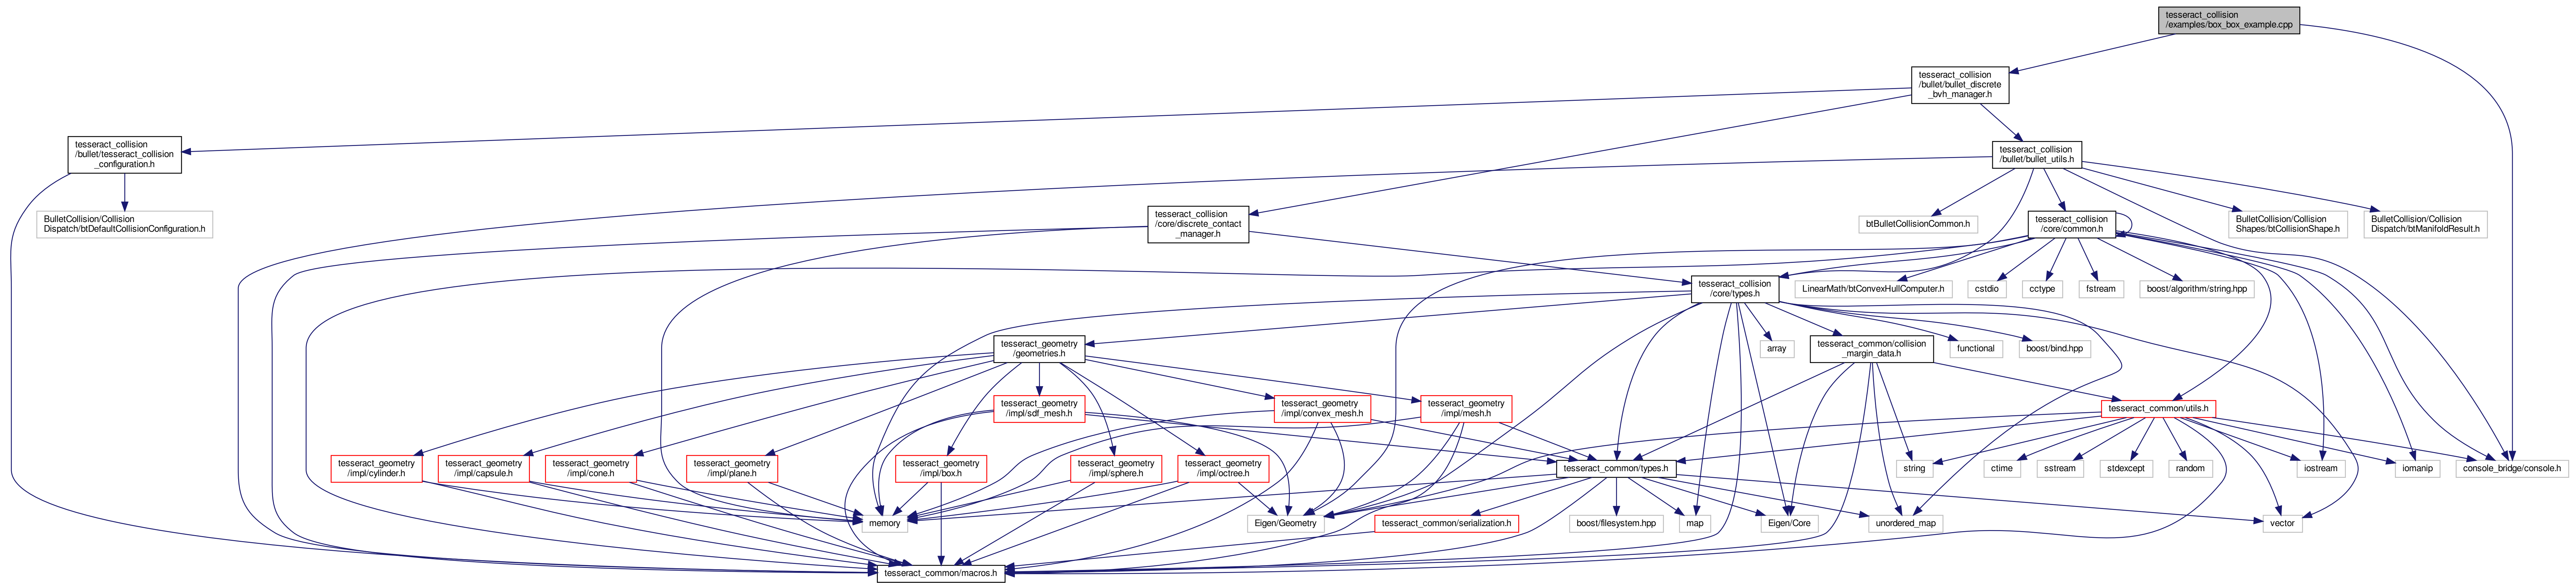 tesseract_collision
/examples/box_box_example.cpp
tesseract_collision
/bullet/bullet_discrete
_bvh_manager.h
tesseract_collision
/bullet/tesseract_collision
_configuration.h
tesseract_collision
/bullet/bullet_utils.h
BulletCollision/Collision
Dispatch/btDefaultCollisionConfiguration.h
tesseract_collision
/core/discrete_contact
_manager.h
btBulletCollisionCommon.h
tesseract_collision
/core/common.h
BulletCollision/Collision
Shapes/btCollisionShape.h
BulletCollision/Collision
Dispatch/btManifoldResult.h
tesseract_collision
/core/types.h
LinearMath/btConvexHullComputer.h
cstdio
cctype
fstream
boost/algorithm/string.hpp
tesseract_geometry
/geometries.h
array
tesseract_common/collision
_margin_data.h
functional
boost/bind.hpp
tesseract_geometry
/impl/sdf_mesh.h
tesseract_geometry
/impl/convex_mesh.h
tesseract_geometry
/impl/mesh.h
tesseract_common/utils.h
tesseract_geometry
/impl/cylinder.h
tesseract_geometry
/impl/capsule.h
tesseract_geometry
/impl/cone.h
tesseract_geometry
/impl/plane.h
tesseract_geometry
/impl/box.h
tesseract_geometry
/impl/sphere.h
tesseract_geometry
/impl/octree.h
tesseract_common/types.h
string
ctime
sstream
stdexcept
random
iostream
iomanip
console_bridge/console.h
memory
Eigen/Geometry
tesseract_common/serialization.h
boost/filesystem.hpp
map
Eigen/Core
unordered_map
vector
tesseract_common/macros.h